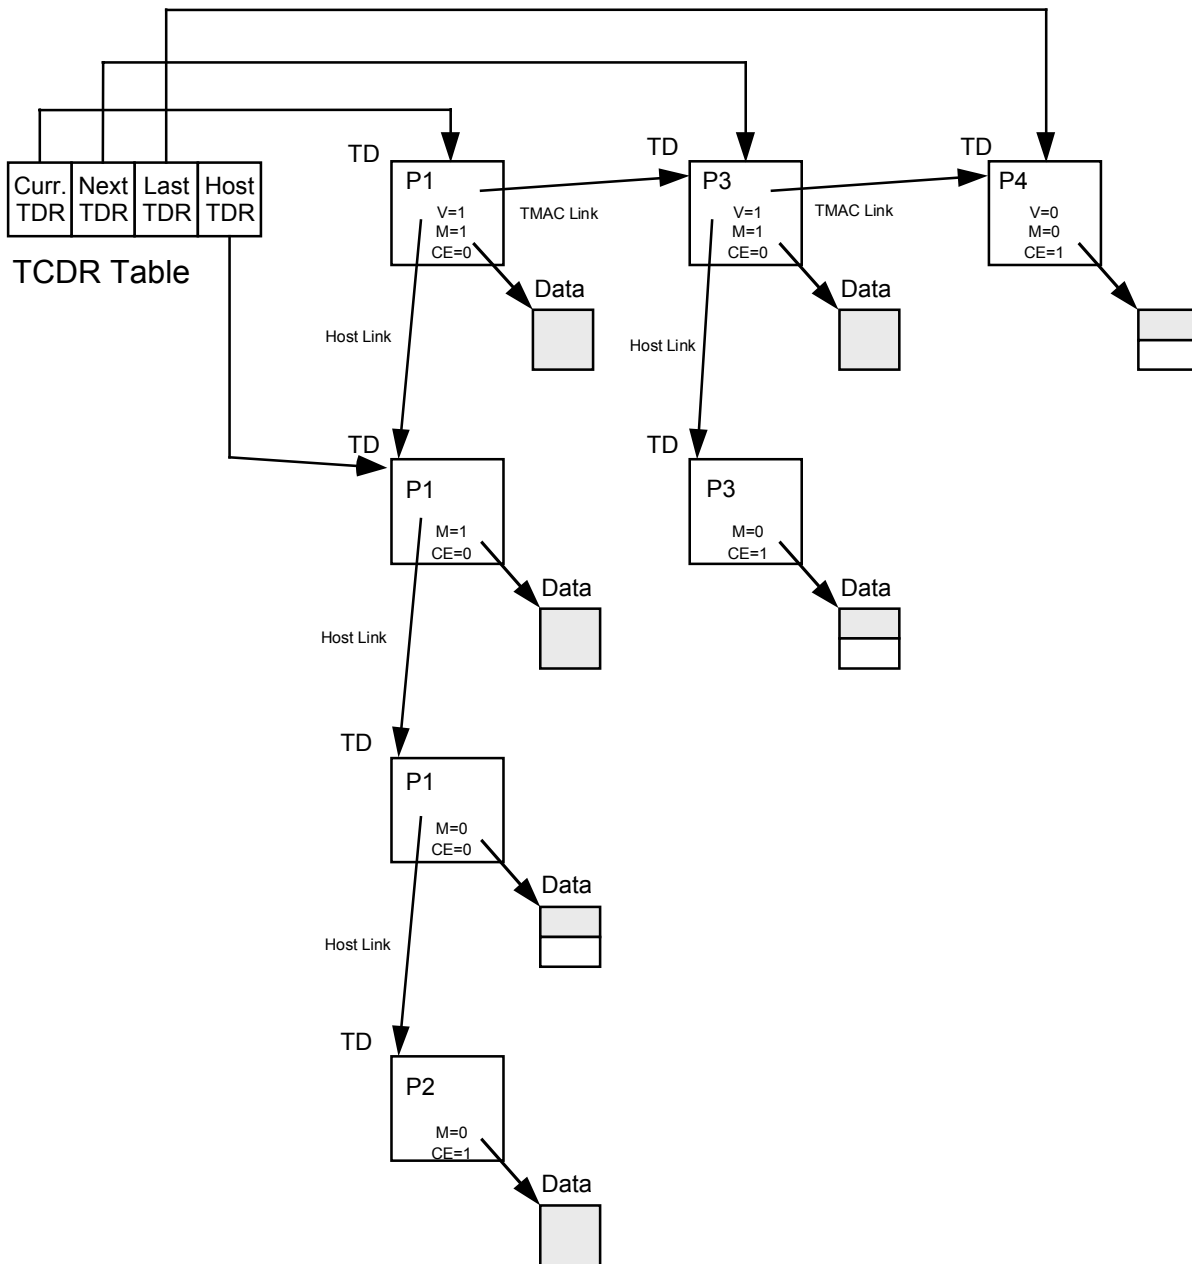 TD
TD
TD
Curr.
TDR
Next
TDR
Last
TDR
Host
TDR
P1
V=1
M=1
CE=0
TMAC Link
P3
V=1
M=1
CE=0
TMAC Link
P4
V=0
M=0
CE=1
TCDR Table
Data
Data
Host Link
Host Link
TD
TD
P1
M=1
CE=0
P3
M=0
CE=1
Data
Data
Host Link
TD
P1
M=0
CE=0
Data
Host Link
TD
P2
M=0
CE=1
Data